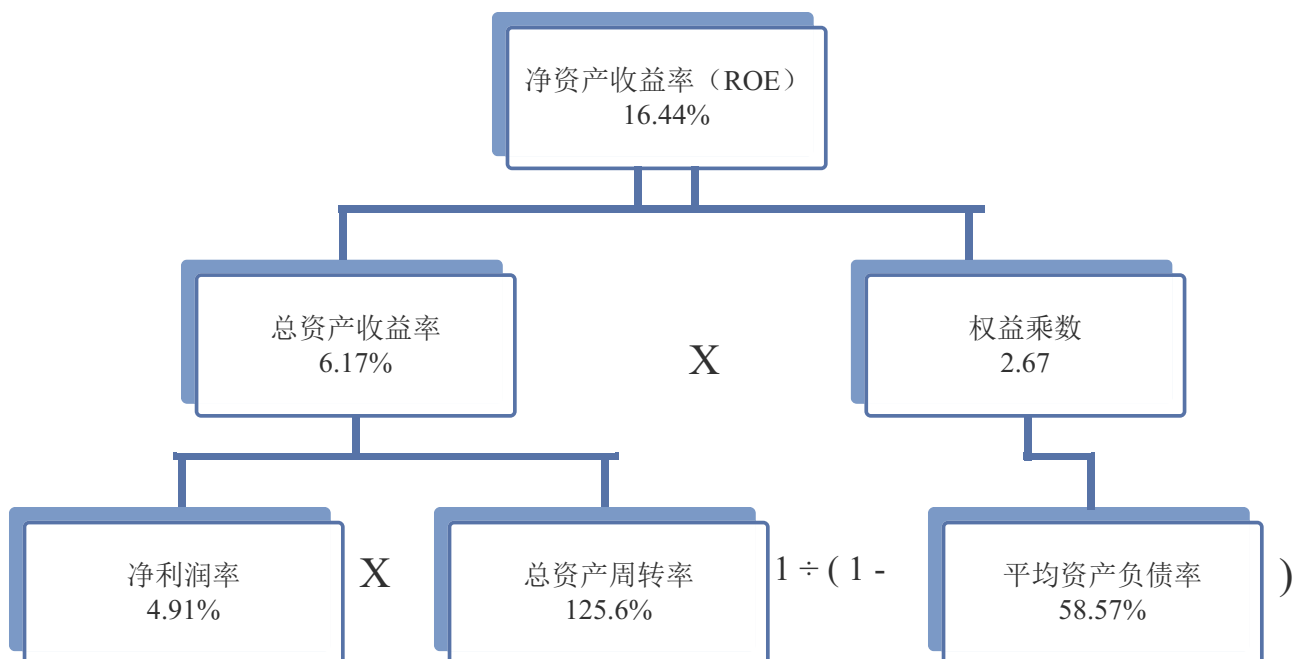 净资产收益率（ROE）
16.44%
总资产收益率
6.17%
X
权益乘数
2.67
净利润率
4.91%
X
总资产周转率
125.6%
1 ÷ ( 1 -
平均资产负债率
58.57%
)